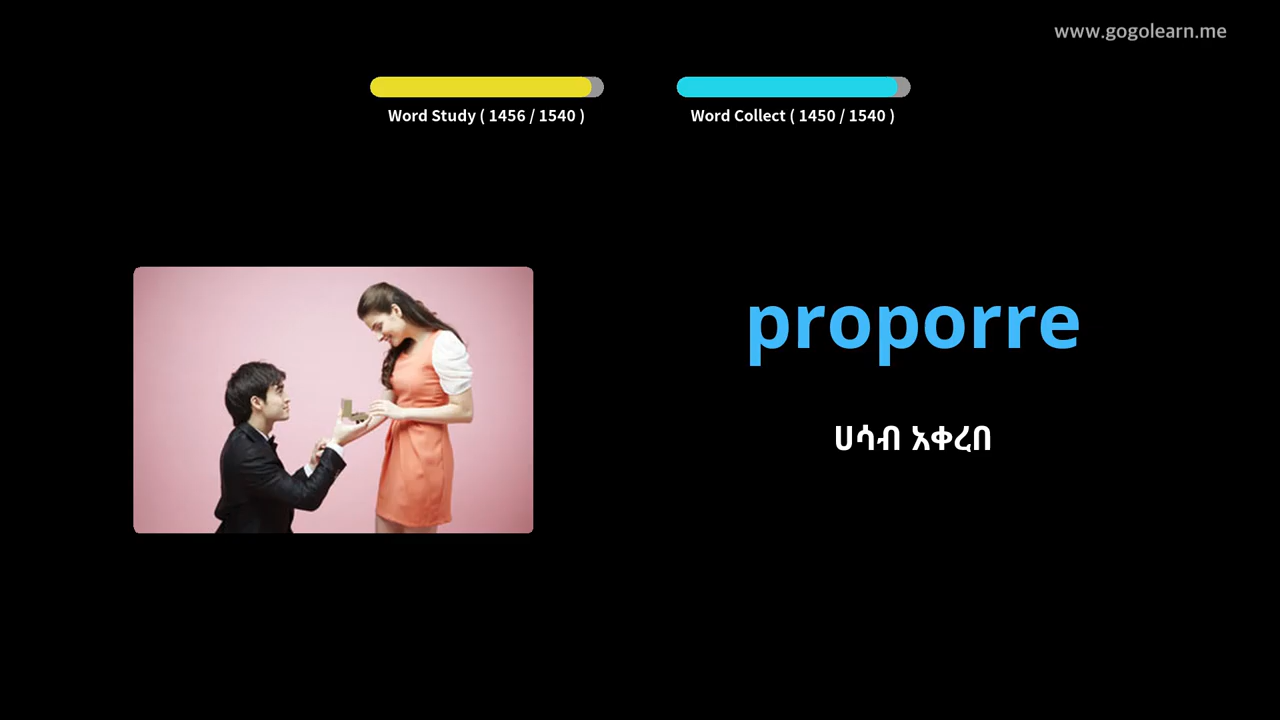 www.gogolearn.me
Word Study ( 1456 / 1540 )
Word Collect ( 1450 / 1540 )
proporre
ሀሳብ አቀረበ